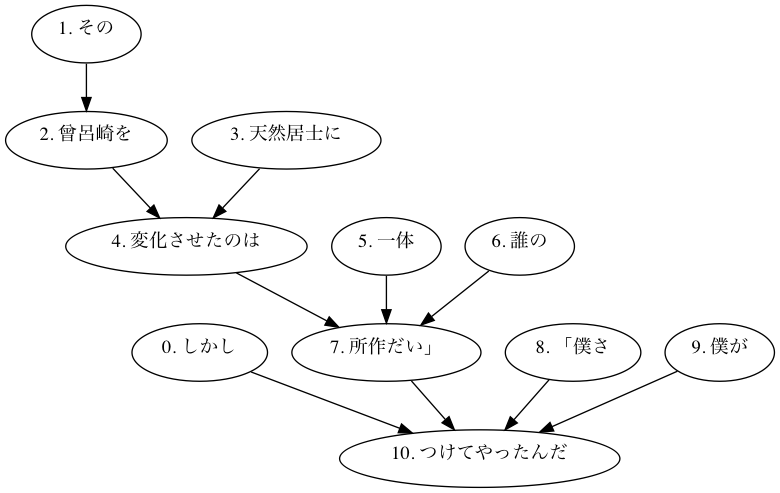 1. その
2. 曾呂崎を
3. 天然居士に
4. 変化させたのは
5. 一体
6. 誰の
0. しかし
7. 所作だい」
8. 「僕さ
9. 僕が
10. つけてやったんだ